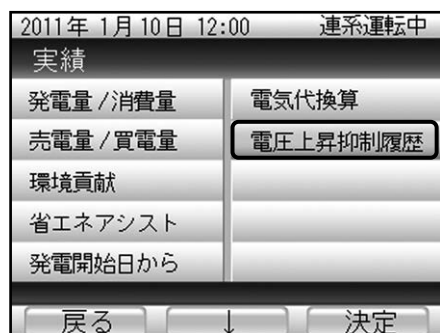 2011年 1月10日 12:00 連系運転中
実績
発電量/消費量 電気代換算
売電量/買電量 電圧上昇抑制履歴
環境貢献
省エネアシスト
発電開始日から
戻る ↓ 決定